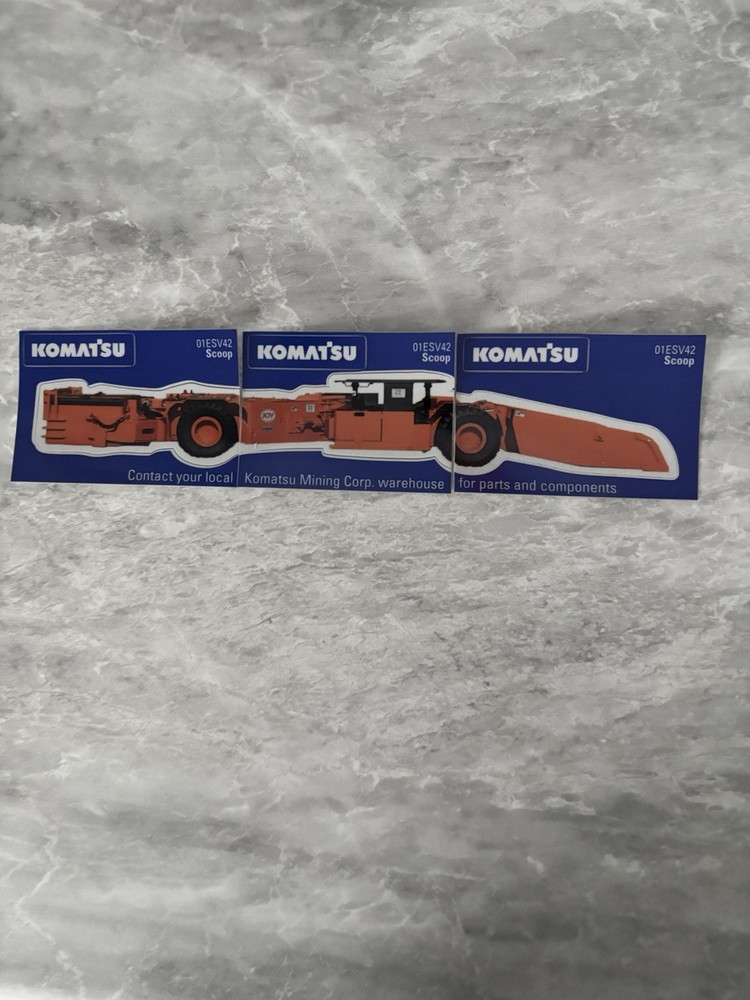 KOMATSU
01ESV42
Scoop
JOY
Contact your local
KOMATSU
01ESV42
Scoop
Komatsu Mining Corp. warehouse
KOMATSU
01ESV42
Scoop
for parts and components